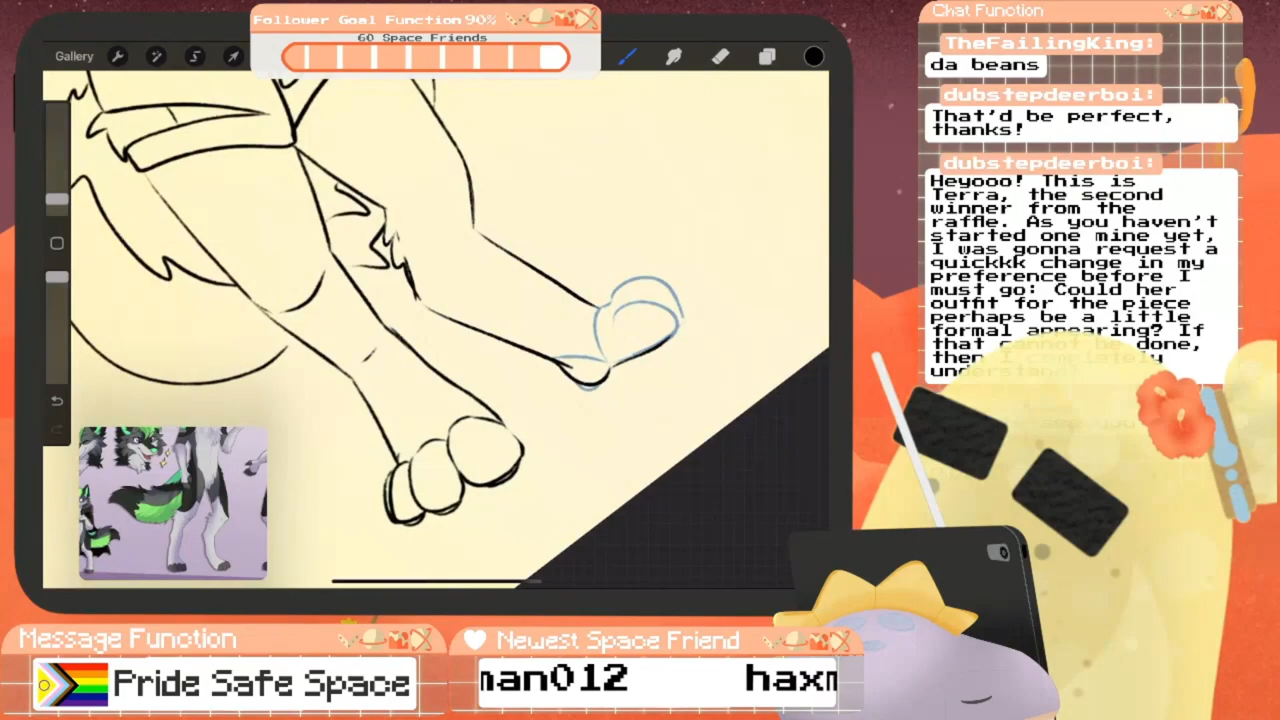 Follower Goal Function 90%
60 Space Friends
Gallery
Chat Function
TheFailingKing:
da beans
dubstepdeerboi:
That'd be perfect,
thanks!
dubstepdeerboi:
Heyooo! This is
Terra, the second
winner from the
raffle. As you haven't
started one mine yet,
I was gonna request a
quickkk change in my
preference before I
must go: Could her
outfit for the piece
perhaps be a little
formal appearing? If
that cannot be done,
then I completely
understand
Message Function
Pride Safe Space
Newest Space Friend
man012 haxm